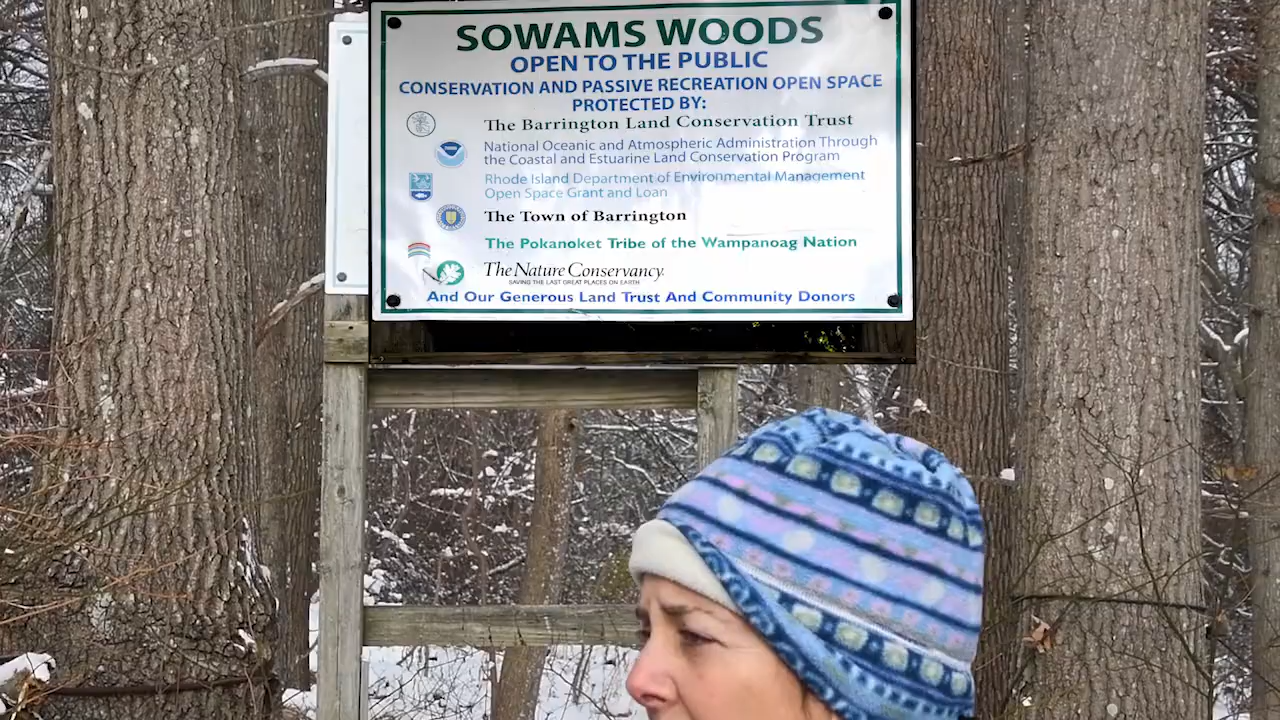 SOWAMS WOODS
OPEN TO THE PUBLIC
CONSERVATION AND PASSIVE RECREATION OPEN SPACE
PROTECTED BY:
The Barrington Land Conservation Trust
National Oceanic and Atmospheric Administration Through
the Coastal and Estuarine Land Conservation Program
Rhode Island Department of Environmental Management
Open Space Grant and Loan
The Town of Barrington
The Pokanoket Tribe of the Wampanoag Nation
The Nature Conservancy
SAVING THE LAST GREAT PLACES ON EARTH
And Our Generous Land Trust And Community Donors